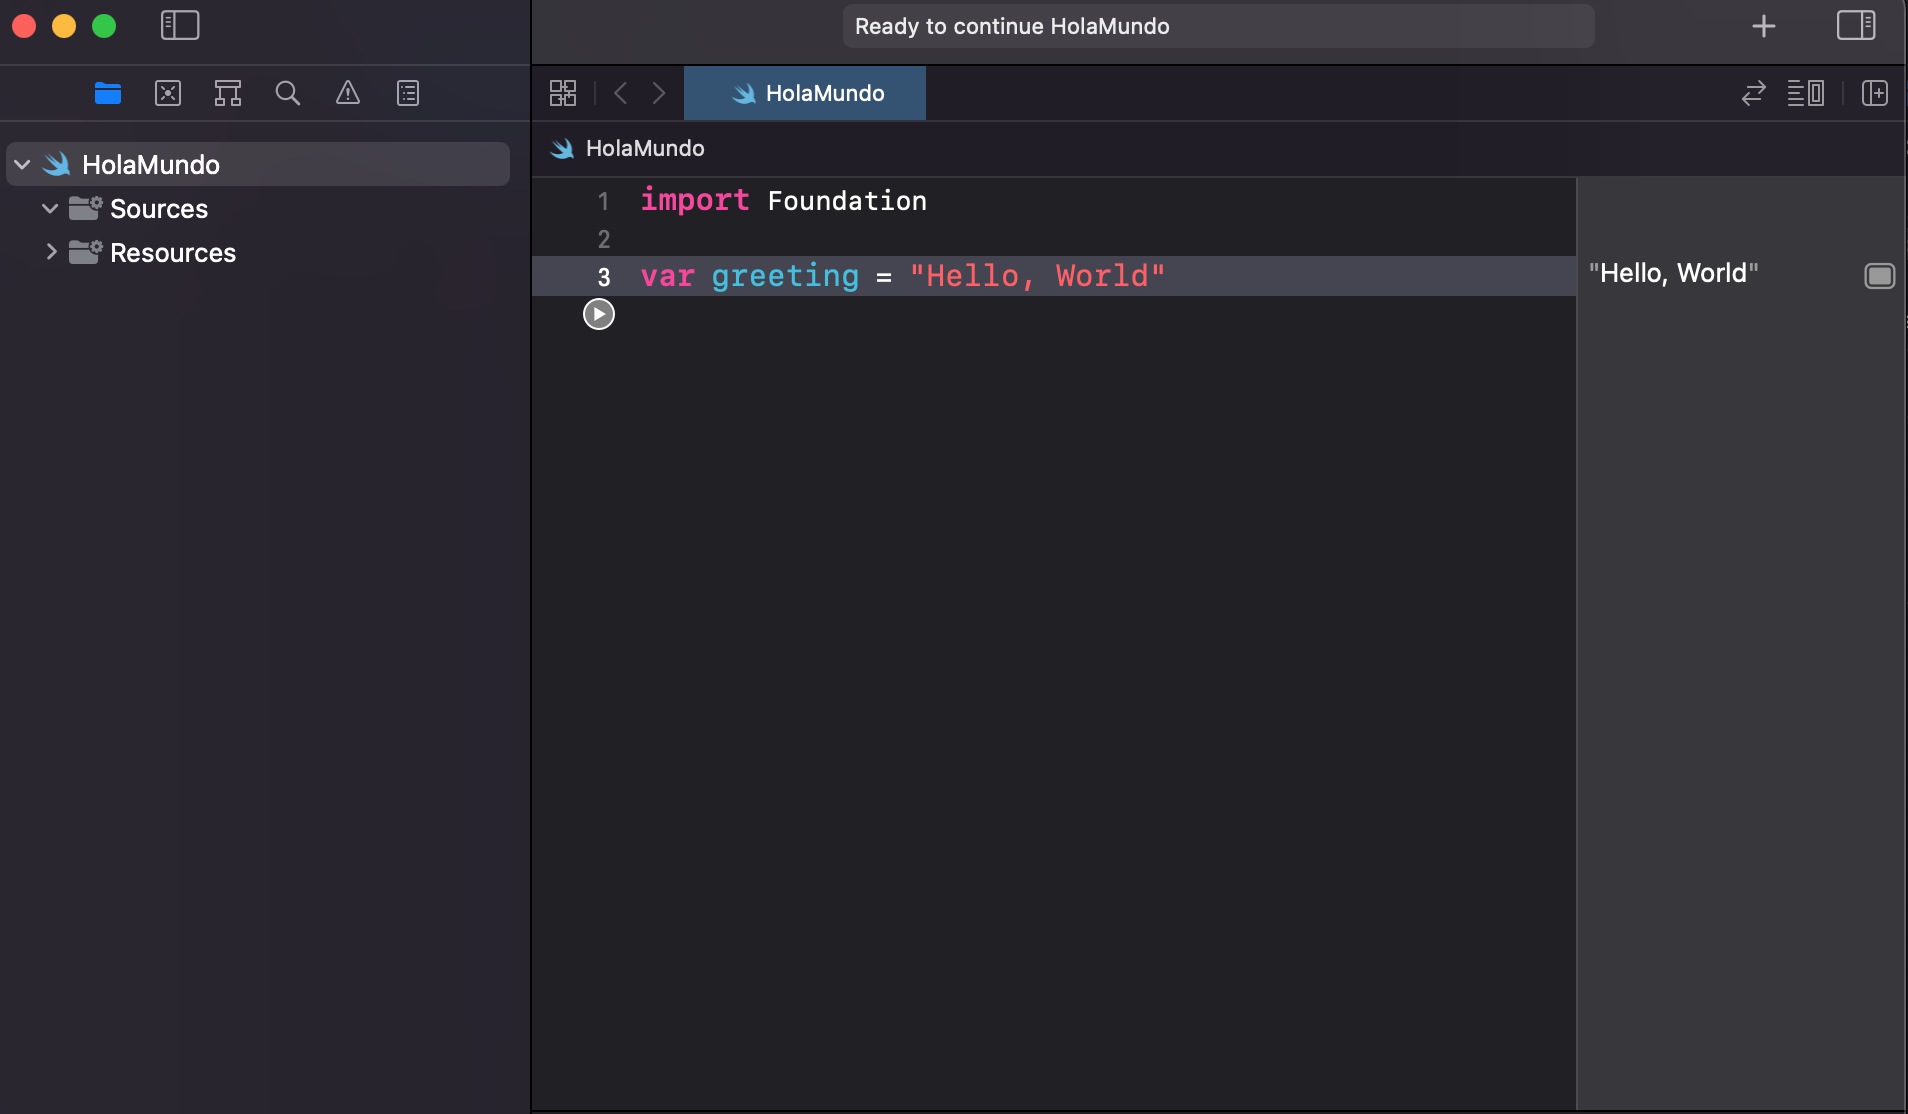 Ready to continue HolaMundo
HolaMundo
HolaMundo
Sources
Resources
HolaMundo
1 import Foundation
2
3 var greeting = "Hello, World"
"Hello, World"